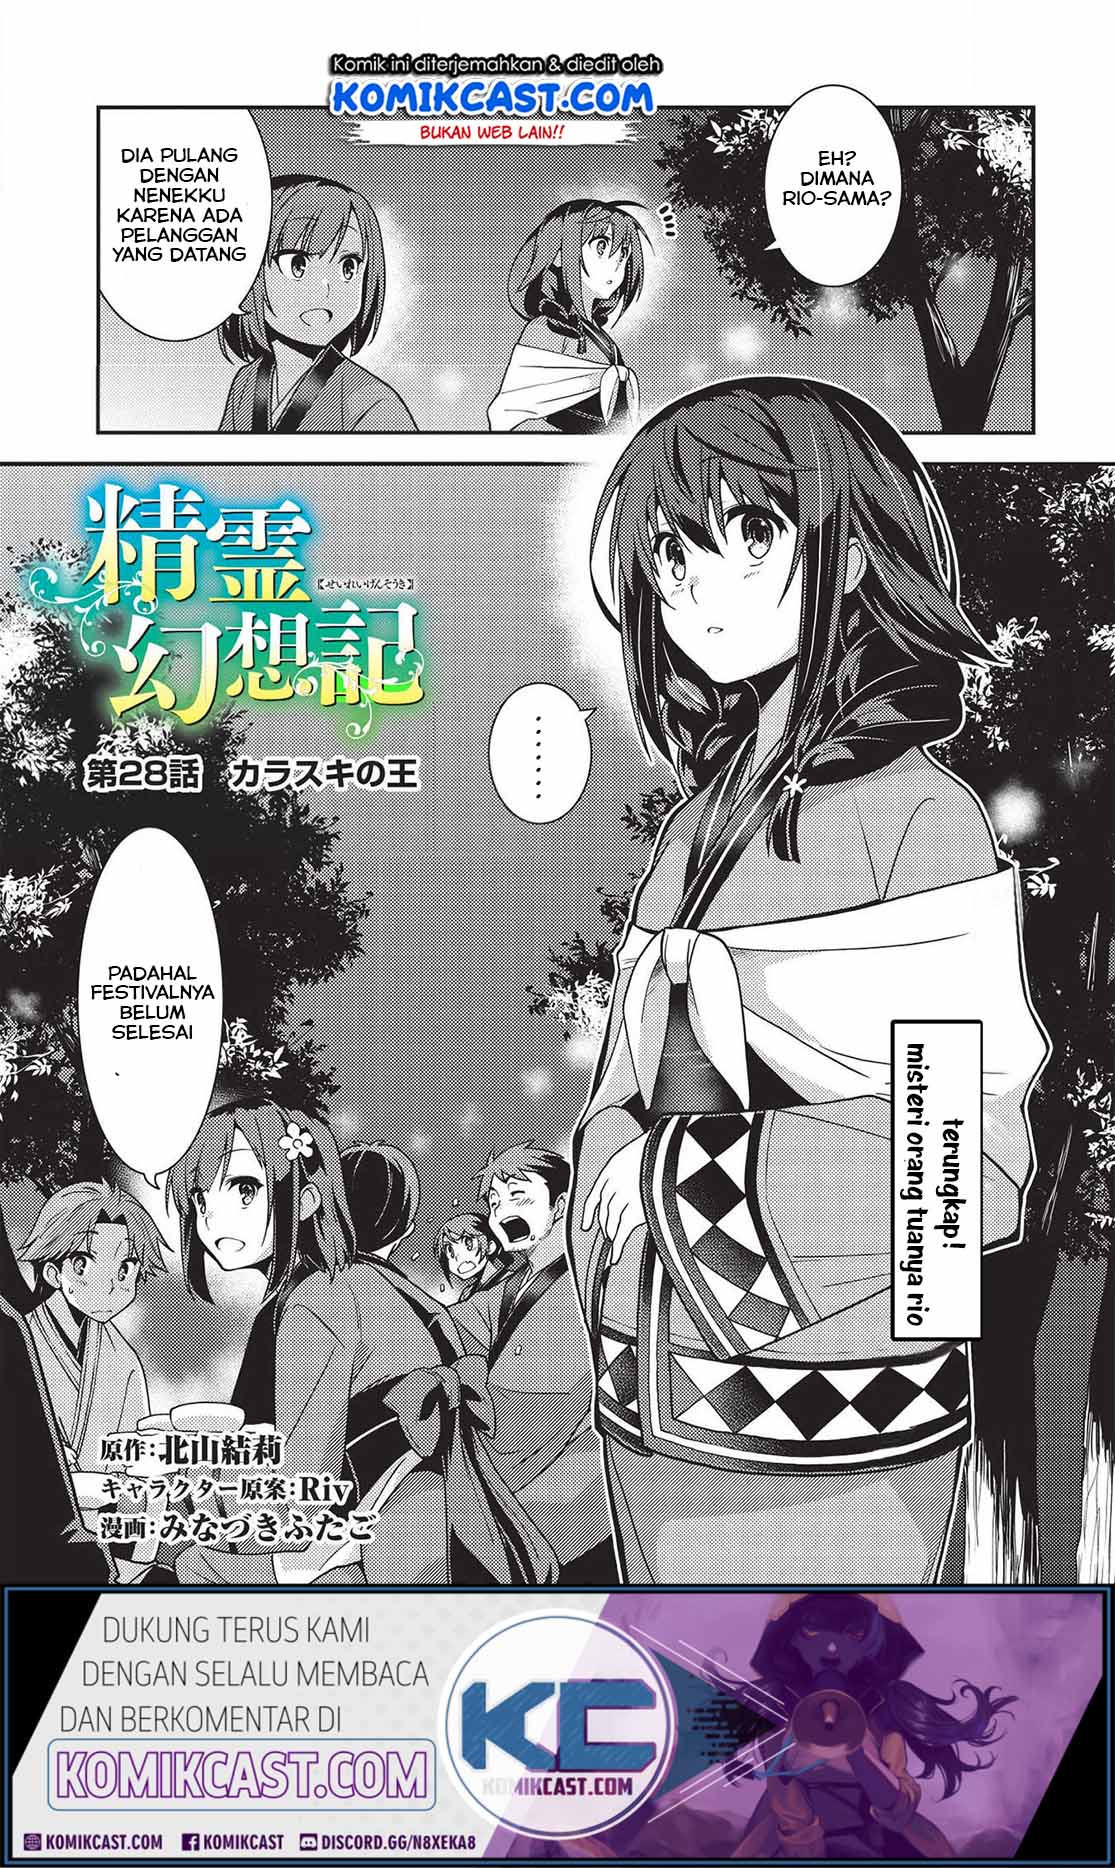 Komik ini diterjemahkan & diedit oleh
KOMIKCAST.COM
BUKAN WEB LAIN!!
EH?
DIMANA
RIO-SAMA?
DIA PULANG
DENGAN
NENEKKU
KARENA ADA
PELANGGAN
YANG DATANG
精霊
幻想記
【せいれいげんそうき】
第28話 カラスキの王
・・・・・・
PADAHAL
FESTIVALNYA
BELUM
SELESAI
terungkap!
misteri orang tuanya rio
原作:北山結莉
キャラクター原案:Riv
漫画:みなづきふたご
DUKUNG TERUS KAMI
DENGAN SELALU MEMBACA
DAN BERKOMENTAR DI
KOMIKCAST.COM
KC
KOMIKCAST.COM
KOMIKCAST.COM
KOMIKCAST
DISCORD.GG/N8XEKA8